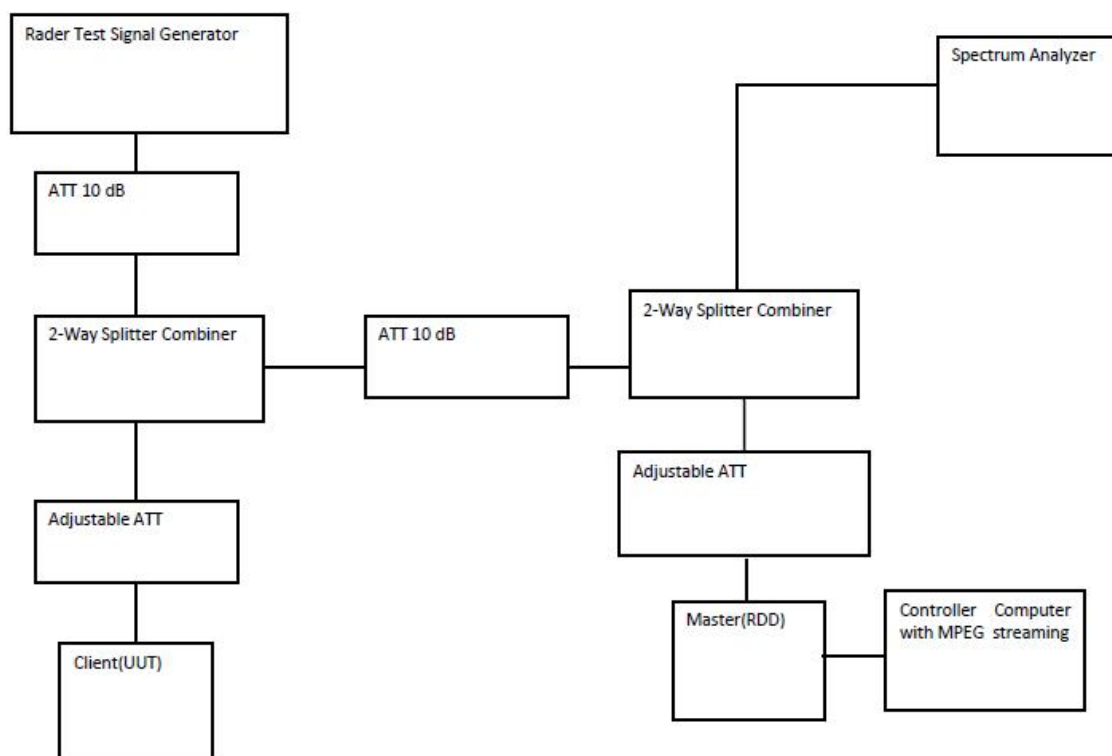 Rader Test Signal Generator
Spectrum Analyzer
ATT 10 dB
2-Way Splitter Combiner
ATT 10 dB
2-Way Splitter Combiner
Adjustable ATT
Adjustable ATT
Master(RDD)
Controller Computer
with MPEG streaming
Client(UUT)